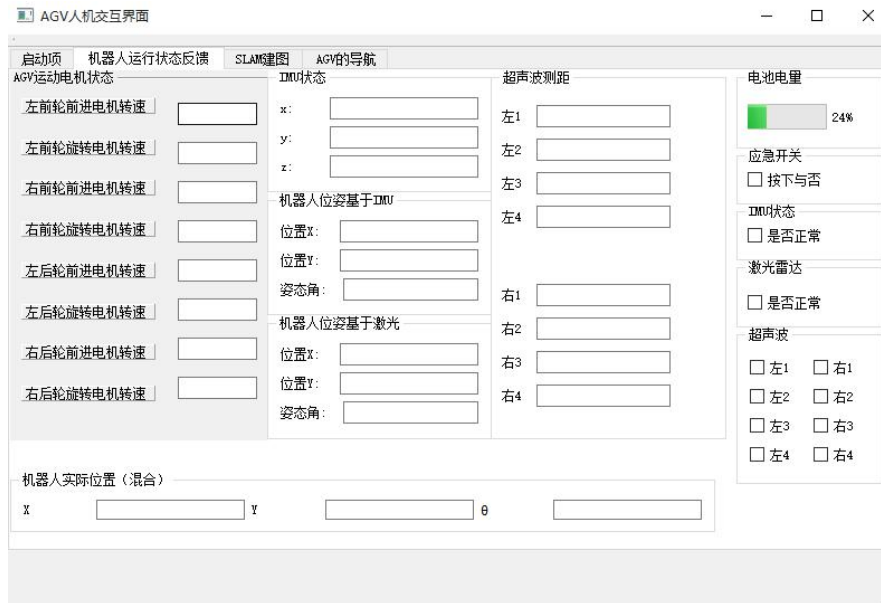 AGV人机交互界面
启动项 机器人运行状态反馈 SLAM建图 AGV的导航
AGV运动电机状态
左前轮前进电机转速
左前轮旋转电机转速
右前轮前进电机转速
右前轮旋转电机转速
左后轮前进电机转速
左后轮旋转电机转速
右后轮前进电机转速
右后轮旋转电机转速
IMU状态
x:
y:
z:
机器人位姿基于IMU
位置X:
位置Y:
姿态角:
机器人位姿基于激光
位置X:
位置Y:
姿态角:
超声波测距
左1
左2
左3
左4
右1
右2
右3
右4
电池电量
24%
应急开关
按下与否
IMU状态
是否正常
激光雷达
是否正常
超声波
左1 右1
左2 右2
左3 右3
左4 右4
机器人实际位置（混合）
X Y θ